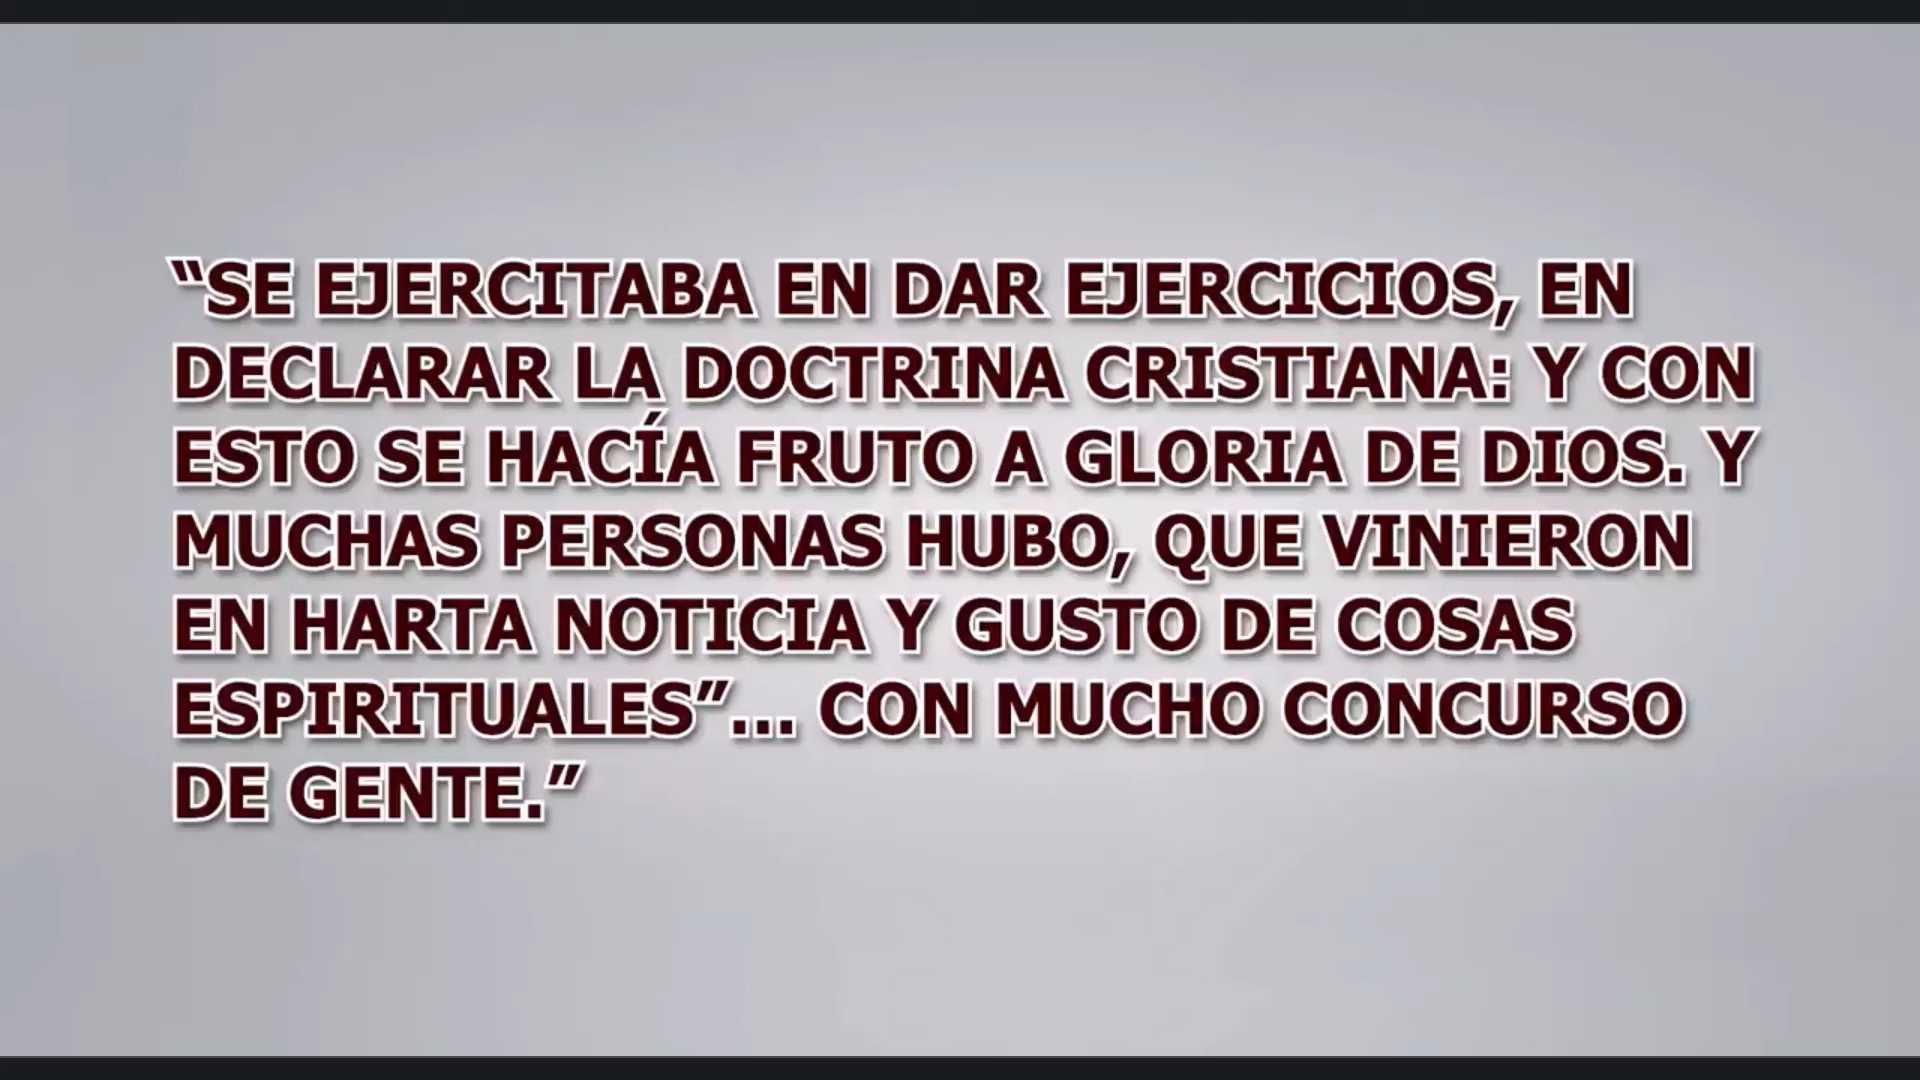 “SE EJERCITABA EN DAR EJERCICIOS, EN
DECLARAR LA DOCTRINA CRISTIANA: Y CON
ESTO SE HACÍA FRUTO A GLORIA DE DIOS. Y
MUCHAS PERSONAS HUBO, QUE VINIERON
EN HARTA NOTICIA Y GUSTO DE COSAS
ESPIRITUALES”... CON MUCHO CONCURSO
DE GENTE.”